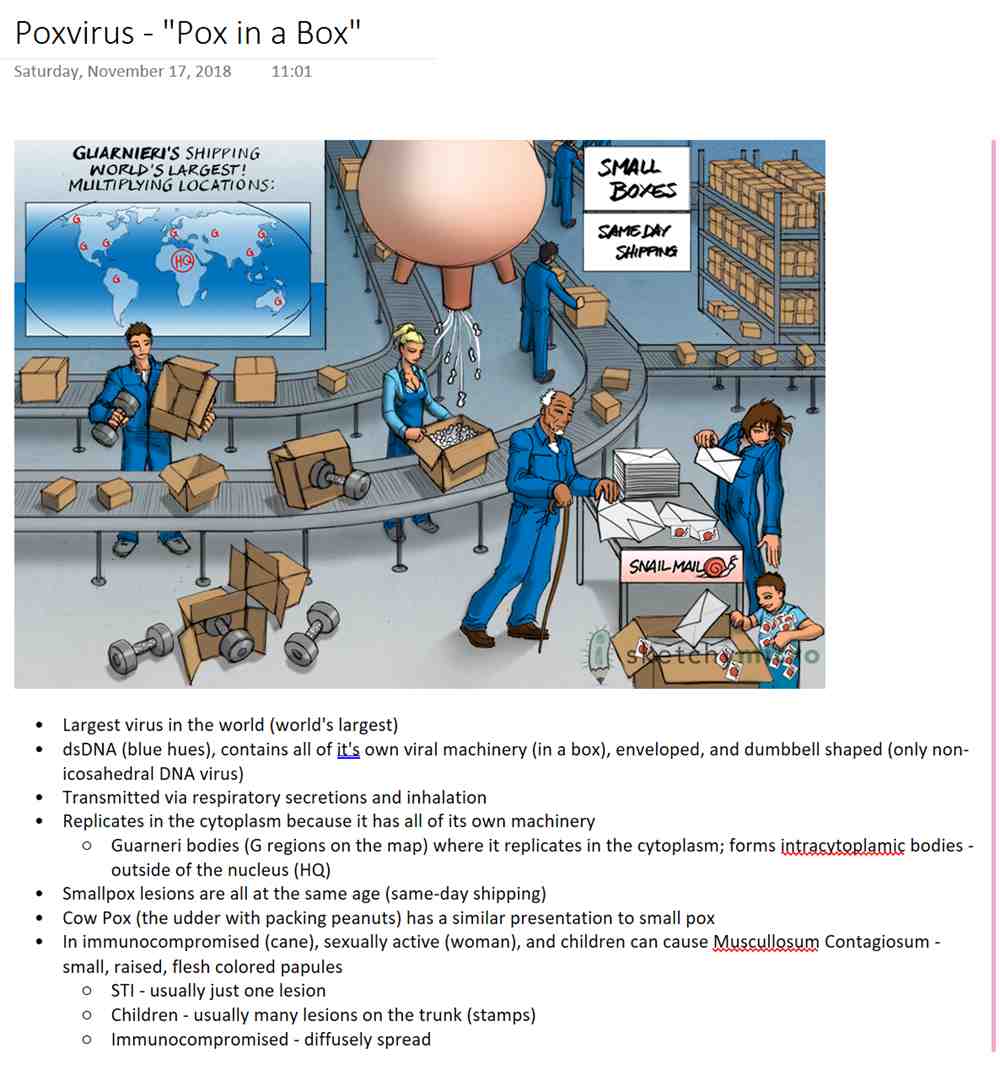 Poxvirus - "Pox in a Box"
Saturday, November 17, 2018 11:01
GUARNIERI'S SHIPPING
WORLD'S LARGEST!
MULTIPLYING LOCATIONS:
G
G
G
G
G
G
G
G
G
HQ
SMALL
BOXES
SAME DAY
SHIPPING
SNAIL MAIL
sketchy
• Largest virus in the world (world's largest)
• dsDNA (blue hues), contains all of it's own viral machinery (in a box), enveloped, and dumbbell shaped (only non-
icosahedral DNA virus)
• Transmitted via respiratory secretions and inhalation
• Replicates in the cytoplasm because it has all of its own machinery
○ Guarneri bodies (G regions on the map) where it replicates in the cytoplasm; forms intracytoplamic bodies -
outside of the nucleus (HQ)
• Smallpox lesions are all at the same age (same-day shipping)
• Cow Pox (the udder with packing peanuts) has a similar presentation to small pox
• In immunocompromised (cane), sexually active (woman), and children can cause Muscullosum Contagiosum -
small, raised, flesh colored papules
○ STI - usually just one lesion
○ Children - usually many lesions on the trunk (stamps)
○ Immunocompromised - diffusely spread